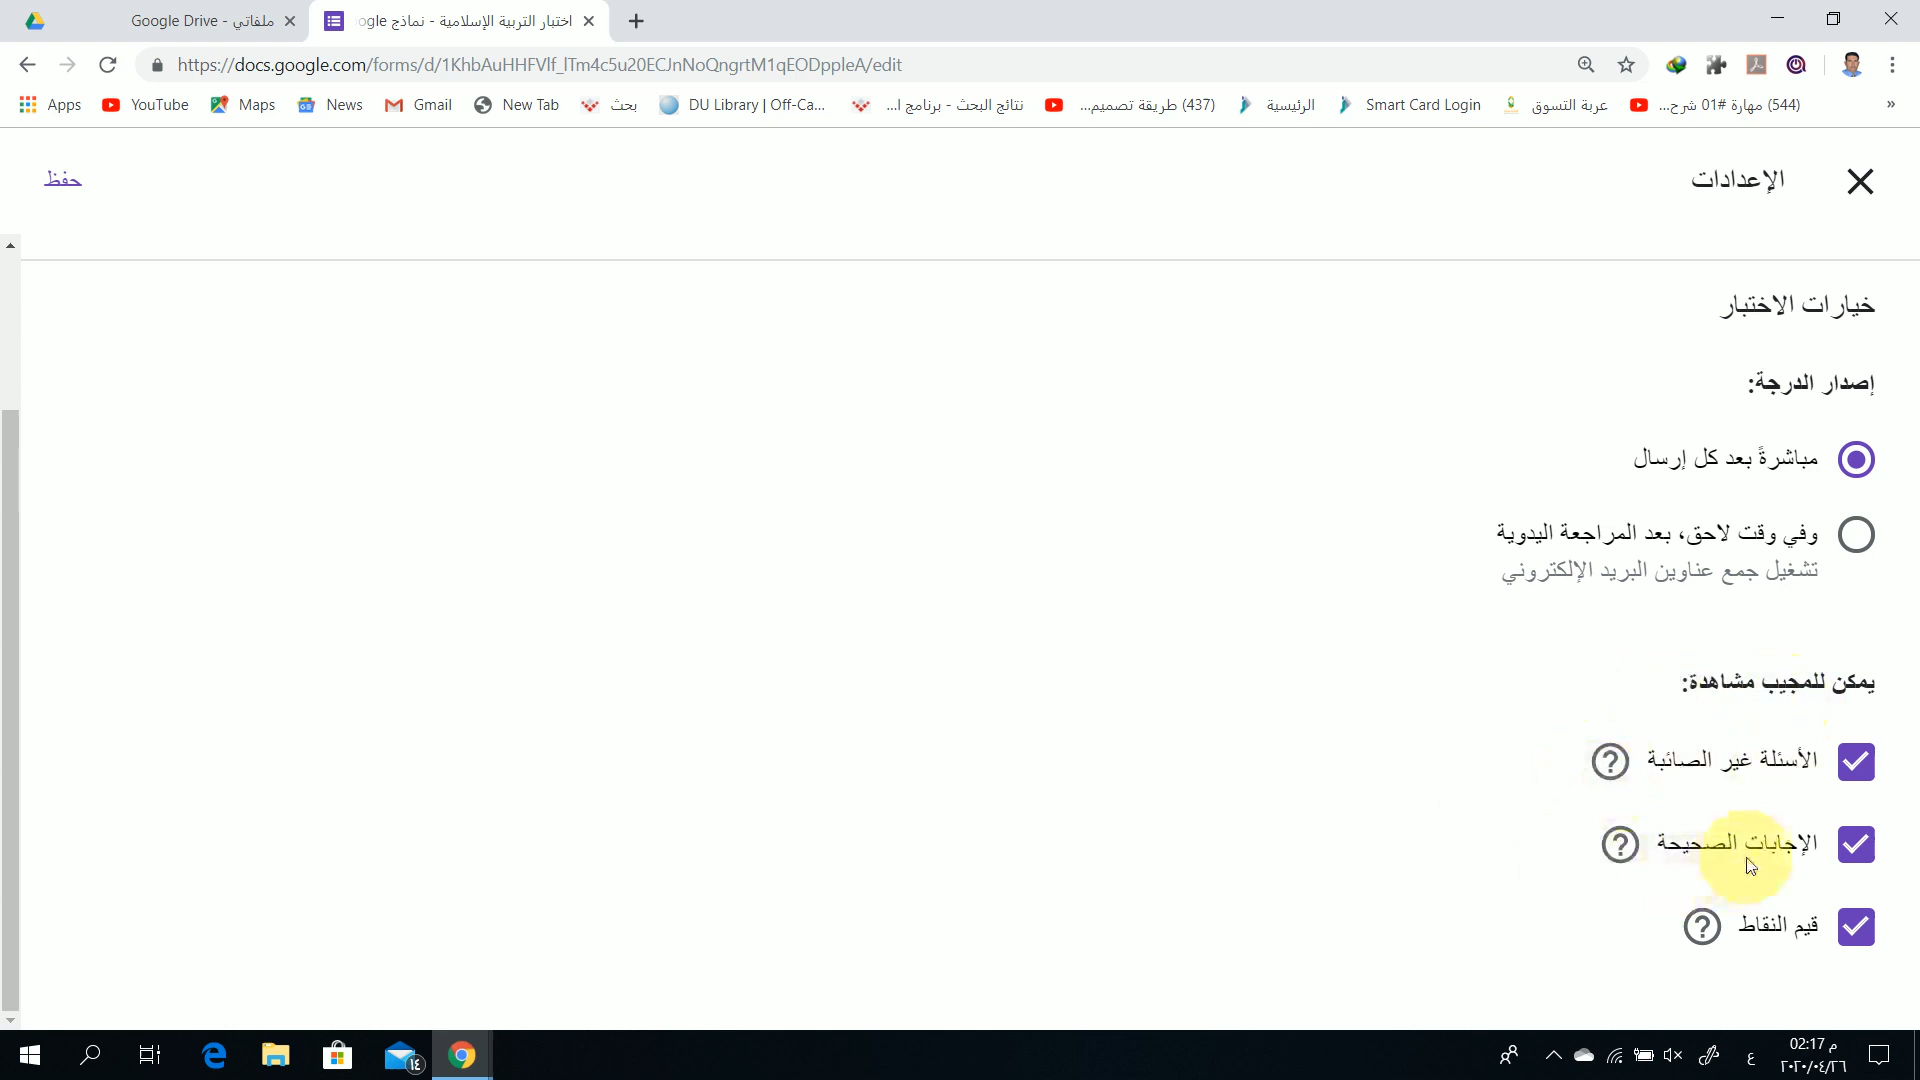 ملفاتي - Google Drive
اختبار التربية الإسلامية - نماذج ogle
https://docs.google.com/forms/d/1KhbAuHHFVlf_lTm4c5u20ECJnNoQngrtM1qEODppleA/edit
Apps YouTube Maps News Gmail New Tab بحث DU Library | Off-Ca... نتائج البحث - برنامج ا... (437) طريقة تصميم... الرئيسية Smart Card Login عربة التسوق (544) مهارة #01 شرح... »
الإعدادات
حفظ
خيارات الاختبار
إصدار الدرجة:
مباشرةً بعد كل إرسال
وفي وقت لاحق، بعد المراجعة اليدوية
تشغيل جمع عناوين البريد الإلكتروني
يمكن للمجيب مشاهدة:
الأسئلة غير الصائبة
الإجابات الصحيحة
قيم النقاط
١٤
ع
02:17 م
٢٠٢٠/٠٤/٢٦